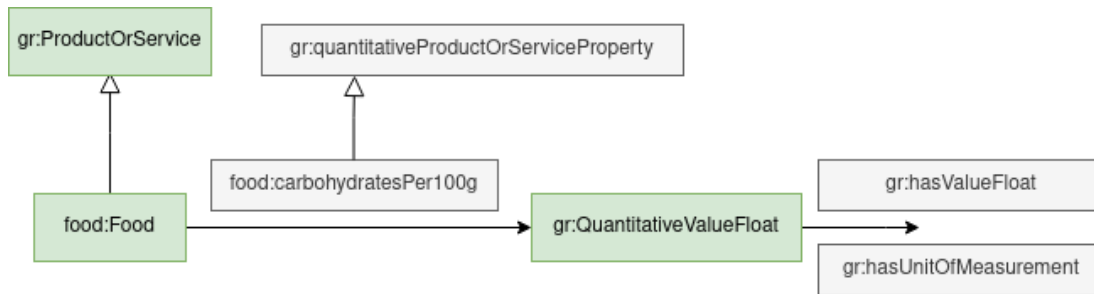 gr:ProductOrService
gr:quantitativeProductOrServiceProperty
food:carbohydratesPer100g
gr:hasValueFloat
food:Food
gr:QuantitativeValueFloat
gr:hasUnitOfMeasurement